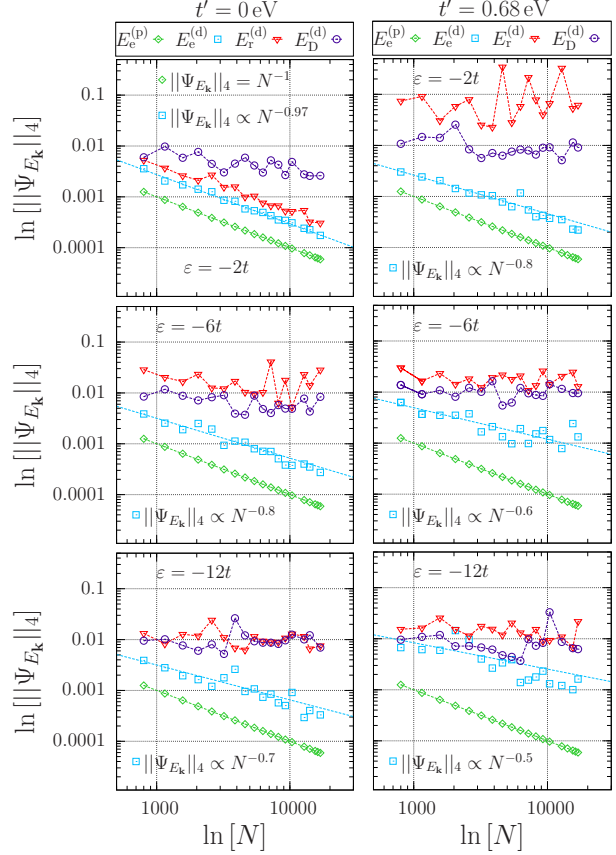 t′ = 0 eV
t′ = 0.68 eV
E_e^(p) E_e^(d) E_r^(d) E_D^(d)
E_e^(p) E_e^(d) E_r^(d) E_D^(d)
ln [||Ψ_{E_k}||_4]
0.1
0.01
0.001
0.0001
||Ψ_{E_k}||_4 = N^{-1}
||Ψ_{E_k}||_4 ∝ N^{-0.97}
ε = −2t
ε = −2t
||Ψ_{E_k}||_4 ∝ N^{-0.8}
ln [||Ψ_{E_k}||_4]
0.1
0.01
0.001
0.0001
ε = −6t
||Ψ_{E_k}||_4 ∝ N^{-0.8}
ε = −6t
||Ψ_{E_k}||_4 ∝ N^{-0.6}
ln [||Ψ_{E_k}||_4]
0.1
0.01
0.001
0.0001
ε = −12t
||Ψ_{E_k}||_4 ∝ N^{-0.7}
ε = −12t
||Ψ_{E_k}||_4 ∝ N^{-0.5}
1000 10000
1000 10000
ln [N]
ln [N]